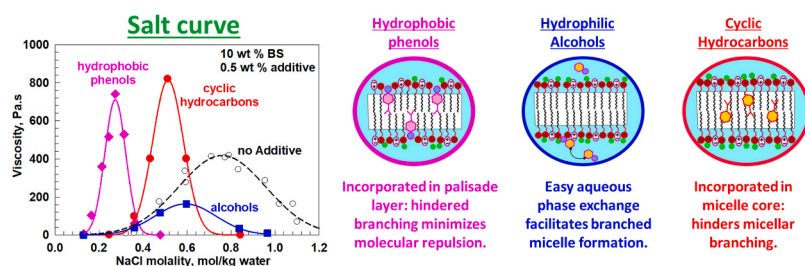 Salt curve
Viscosity, Pa.s
1000
800
600
400
200
0
0.0 0.2 0.4 0.6 0.8 1.0 1.2
NaCl molality, mol/kg water
hydrophobic
phenols
10 wt % BS
0.5 wt % additive
cyclic
hydrocarbons
no Additive
alcohols
Hydrophobic
phenols
Incorporated in palisade
layer: hindered
branching minimizes
molecular repulsion.
Hydrophilic
Alcohols
Easy aqueous
phase exchange
facilitates branched
micelle formation.
Cyclic
Hydrocarbons
Incorporated in
micelle core:
hinders micellar
branching.